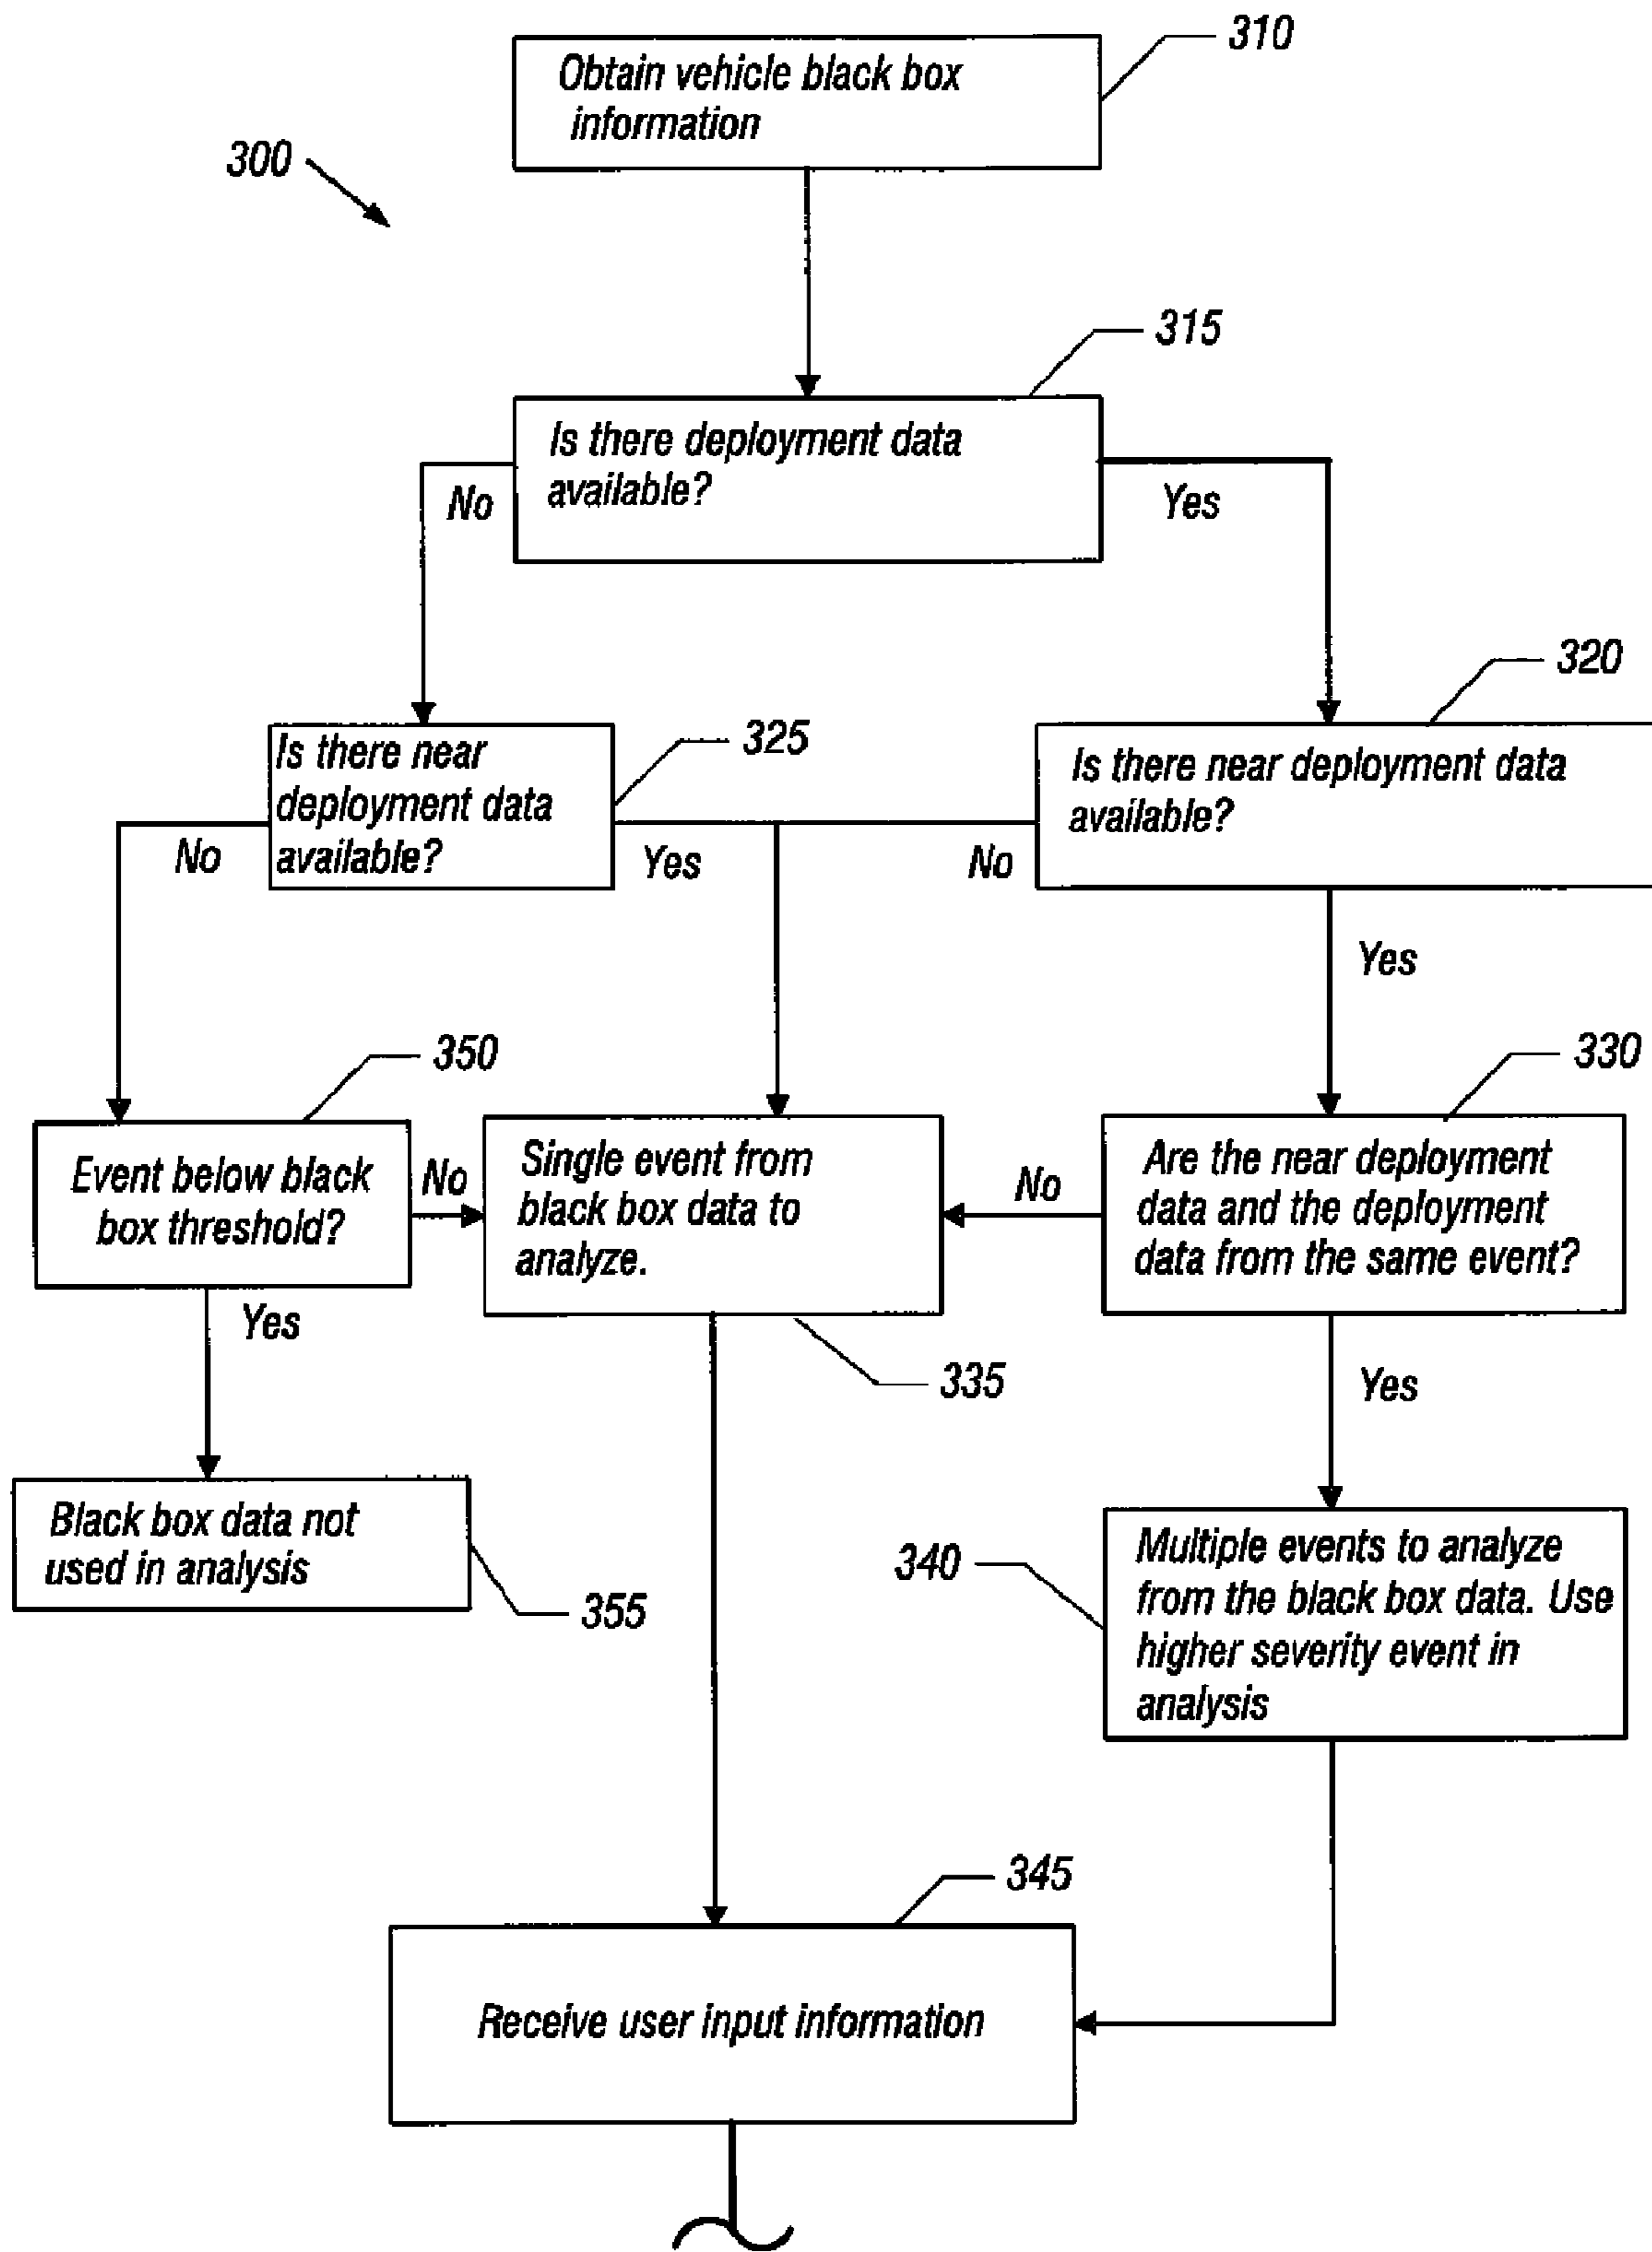 310
Obtain vehicle black box
information
300
315
Is there deployment data
available?
No
Yes
320
325
Is there near
deployment data
available?
Is there near deployment data
available?
No
Yes
No
Yes
350
330
Event below black
box threshold?
No
Single event from
black box data to
analyze.
No
Are the near deployment
data and the deployment
data from the same event?
Yes
335
Yes
Black box data not
used in analysis
355
340
Multiple events to analyze
from the black box data. Use
higher severity event in
analysis
345
Receive user input information